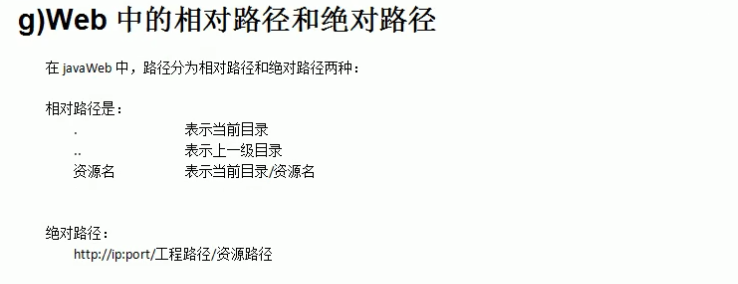 g)Web 中的相对路径和绝对路径
在 javaWeb 中，路径分为相对路径和绝对路径两种：
相对路径是：
. 表示当前目录
.. 表示上一级目录
资源名 表示当前目录/资源名
绝对路径：
http://ip:port/工程路径/资源路径